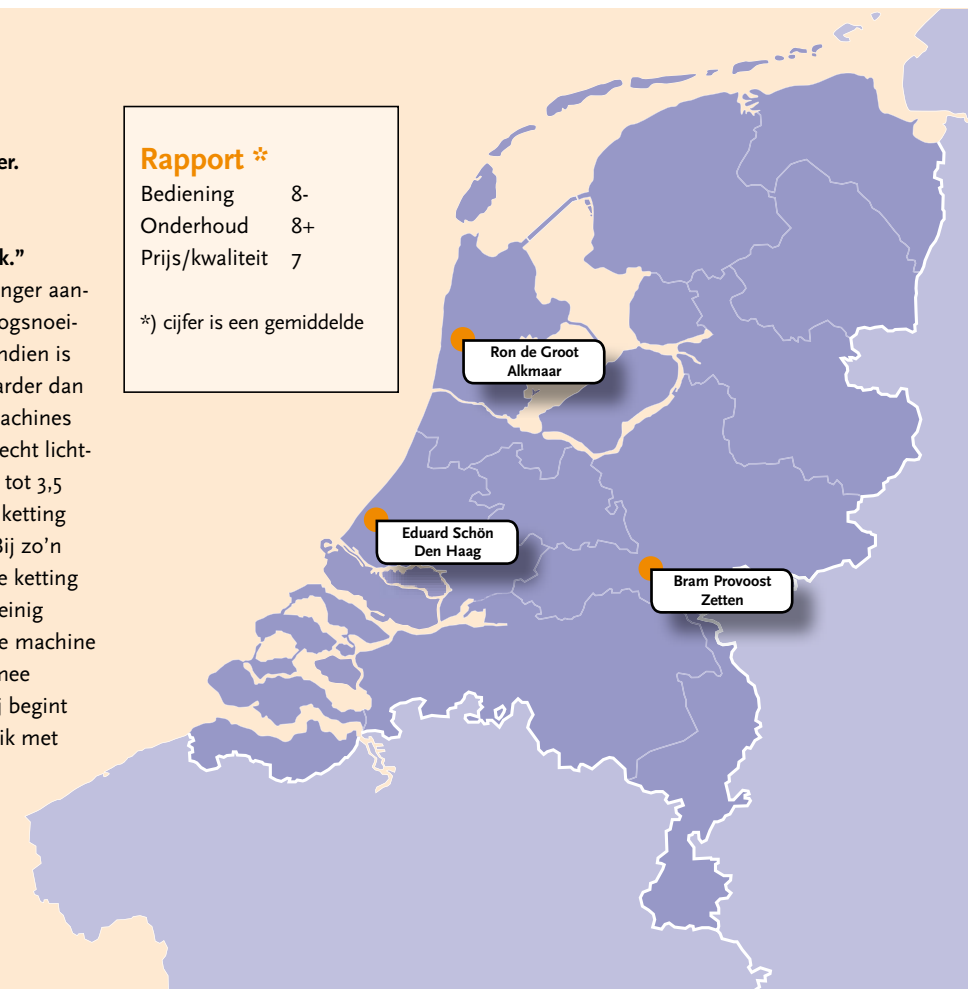 er.
k."
nger aan-
ogsnoei-
ndien is
arder dan
achines
echt licht-
tot 3,5
ketting
Bij zo'n
e ketting
einig
e machine
nee
j begint
ik met
Rapport *
Bediening 8-
Onderhoud 8+
Prijs/kwaliteit 7
*) cijfer is een gemiddelde
Ron de Groot
Alkmaar
Eduard Schön
Den Haag
Bram Provoost
Zetten